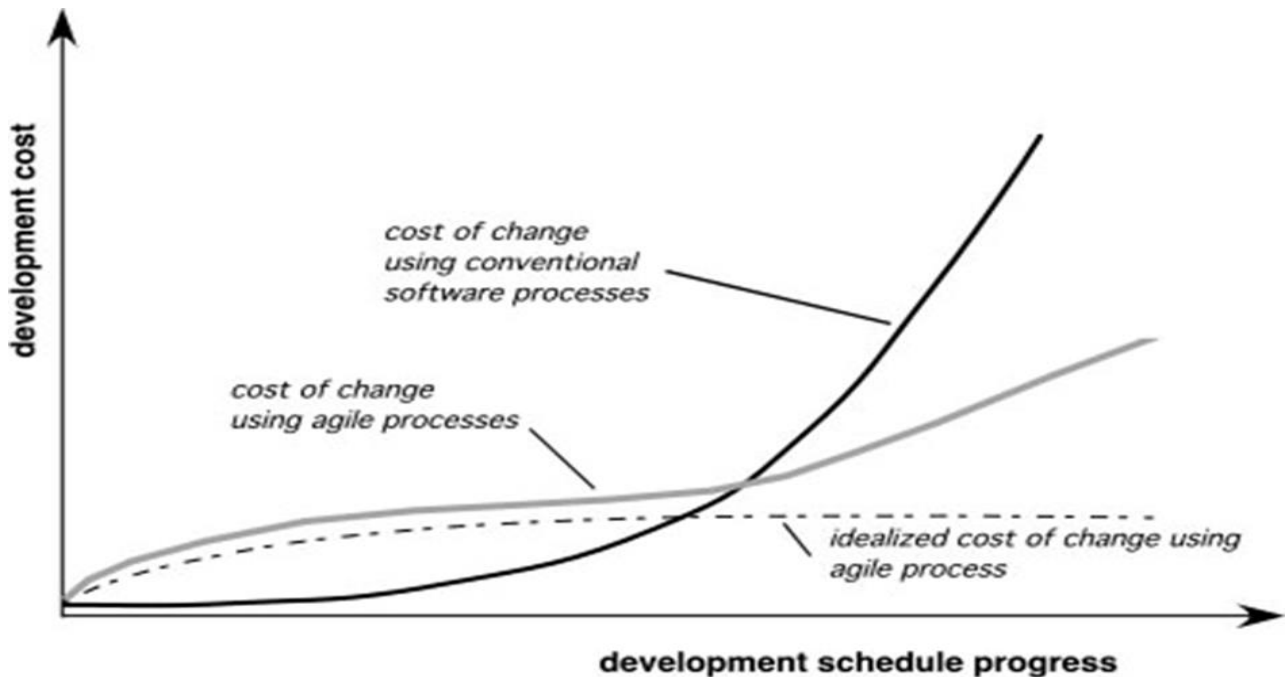 development cost
cost of change
using conventional
software processes
cost of change
using agile processes
idealized cost of change using
agile process
development schedule progress